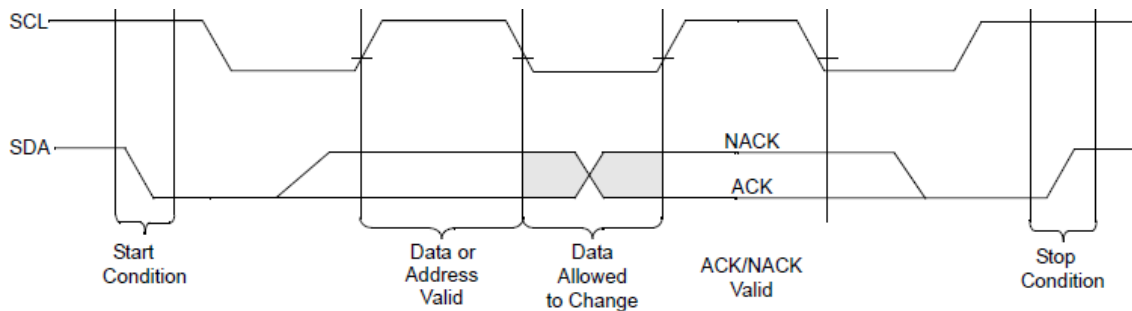 SCL
SDA
NACK
ACK
Start
Condition
Data or
Address
Valid
Data
Allowed
to Change
ACK/NACK
Valid
Stop
Condition